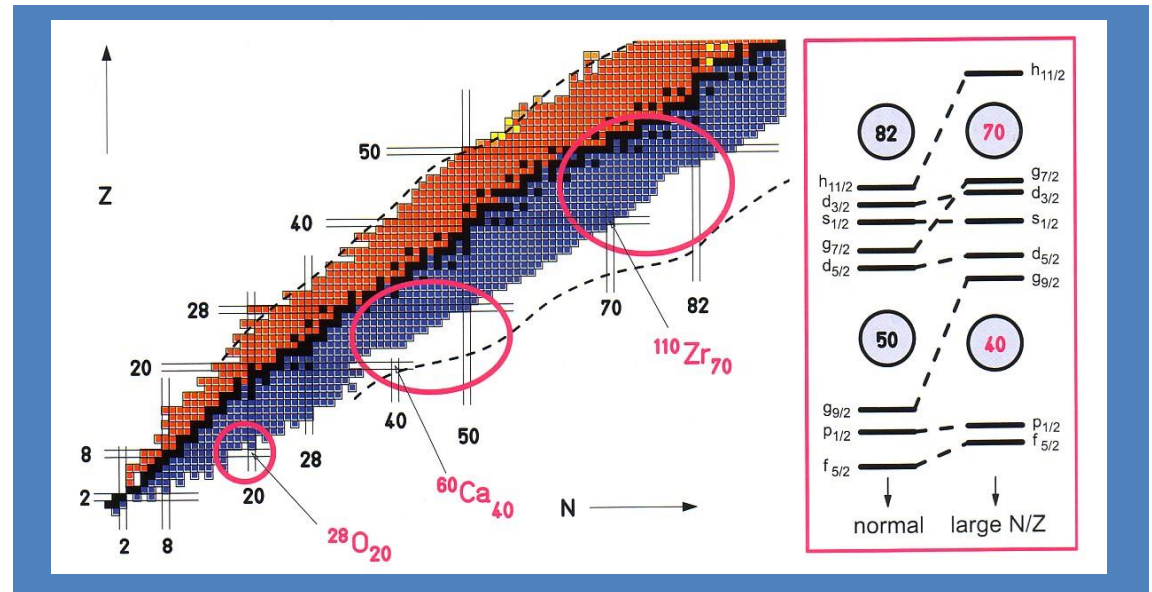 Z
50
40
28
20
8
2
2
8
20
28
40
50
70
82
N
28O20
60Ca40
110Zr70
82
70
h11/2
h11/2
d3/2
s1/2
g7/2
d5/2
g7/2
d3/2
s1/2
d5/2
g9/2
50
40
g9/2
p1/2
f5/2
p1/2
f5/2
normal
large N/Z